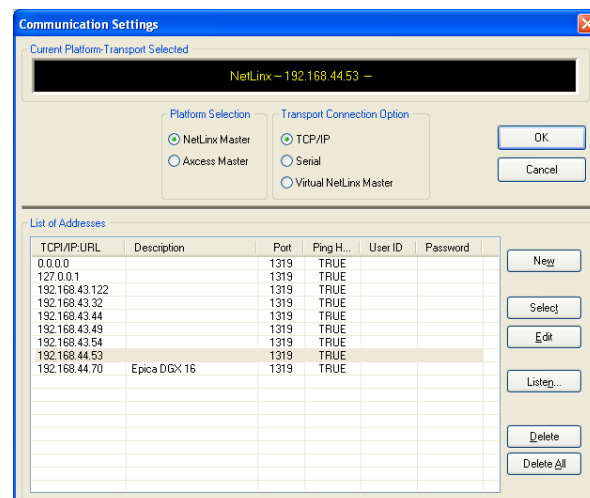 Communication Settings
Current Platform-Transport Selected
NetLinx – 192.168.44.53 –
Platform Selection
NetLinx Master
Axcess Master
Transport Connection Option
TCP/IP
Serial
Virtual NetLinx Master
OK
Cancel
List of Addresses
TCPI/IP:URL Description Port Ping H... User ID Password
0.0.0.0 1319 TRUE
127.0.0.1 1319 TRUE
192.168.43.122 1319 TRUE
192.168.43.32 1319 TRUE
192.168.43.44 1319 TRUE
192.168.43.49 1319 TRUE
192.168.43.54 1319 TRUE
192.168.44.53 1319 TRUE
192.168.44.70 Epica DGX 16 1319 TRUE
New
Select
Edit
Listen...
Delete
Delete All